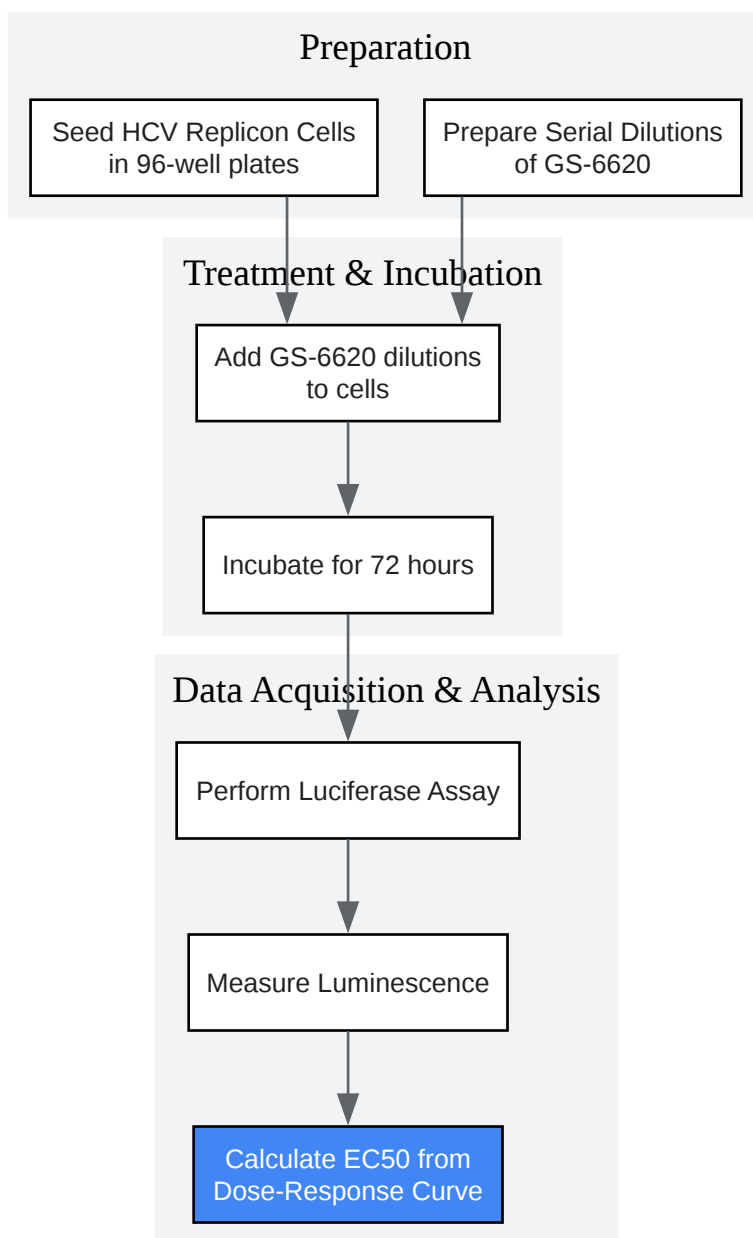 Preparation
Seed HCV Replicon Cells
in 96-well plates
Prepare Serial Dilutions
of GS-6620
Treatment & Incubation
Add GS-6620 dilutions
to cells
Incubate for 72 hours
Data Acquisition & Analysis
Perform Luciferase Assay
Measure Luminescence
Calculate EC50 from
Dose-Response Curve